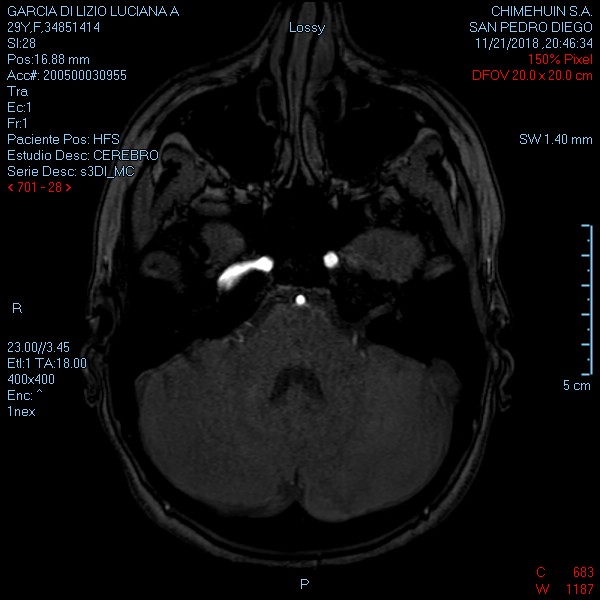 GARCIA DI LIZIO LUCIANA A
29Y,F,34851414
Sl:28
Pos:16.88 mm
Acc#: 200500030955
Tra
Ec:1
Fr:1
Paciente Pos: HFS
Estudio Desc: CEREBRO
Serie Desc: s3DI_MC
< 701 - 28 >
Lossy
CHIMEHUIN S.A.
SAN PEDRO DIEGO
11/21/2018 ,20:46:34
150% Pixel
DFOV 20.0 x 20.0 cm
SW 1.40 mm
R
23.00//3.45
Etl:1 TA:18.00
400x400
Enc: ^
1nex
5 cm
P
C 683
W 1187